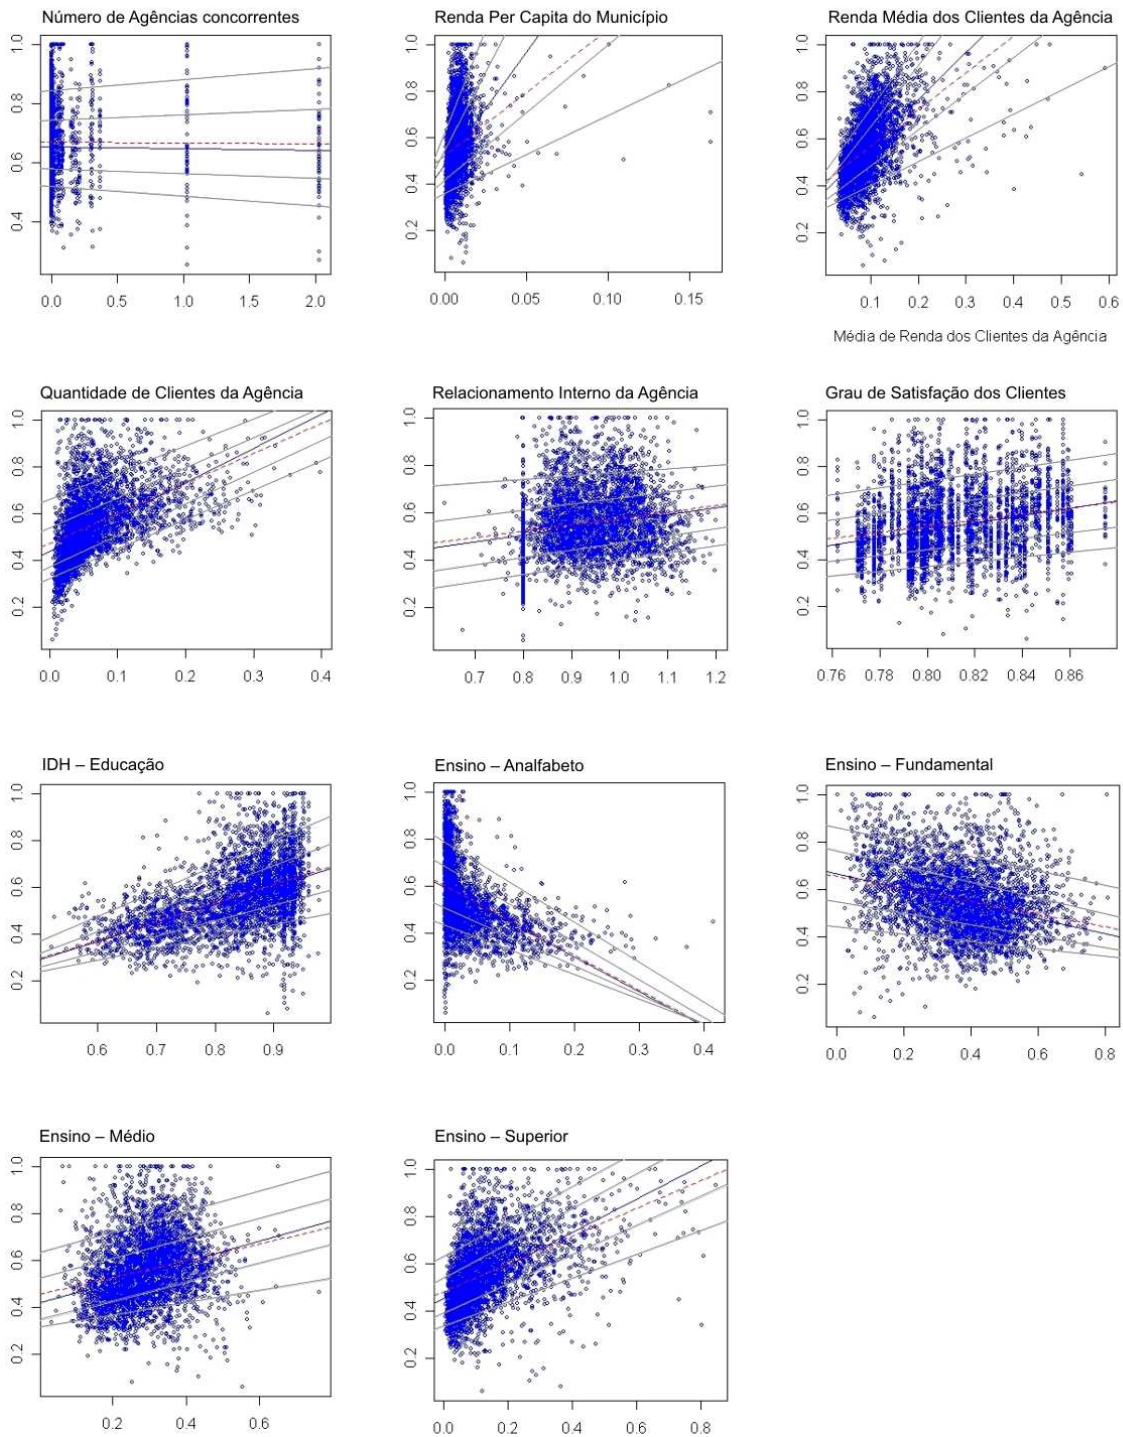 Número de Agências concorrentes
1.0
0.8
0.6
0.4
0.0 0.5 1.0 1.5 2.0
Renda Per Capita do Município
1.0
0.8
0.6
0.4
0.2
0.00 0.05 0.10 0.15
Renda Média dos Clientes da Agência
1.0
0.8
0.6
0.4
0.2
0.1 0.2 0.3 0.4 0.5 0.6
Média de Renda dos Clientes da Agência
Quantidade de Clientes da Agência
1.0
0.8
0.6
0.4
0.2
0.0 0.1 0.2 0.3 0.4
Relacionamento Interno da Agência
1.0
0.8
0.6
0.4
0.2
0.7 0.8 0.9 1.0 1.1 1.2
Grau de Satisfação dos Clientes
1.0
0.8
0.6
0.4
0.2
0.76 0.78 0.80 0.82 0.84 0.86
IDH – Educação
1.0
0.8
0.6
0.4
0.2
0.6 0.7 0.8 0.9
Ensino – Analfabeto
1.0
0.8
0.6
0.4
0.2
0.0 0.1 0.2 0.3 0.4
Ensino – Fundamental
1.0
0.8
0.6
0.4
0.2
0.0 0.2 0.4 0.6 0.8
Ensino – Médio
1.0
0.8
0.6
0.4
0.2
0.2 0.4 0.6
Ensino – Superior
1.0
0.8
0.6
0.4
0.2
0.0 0.2 0.4 0.6 0.8